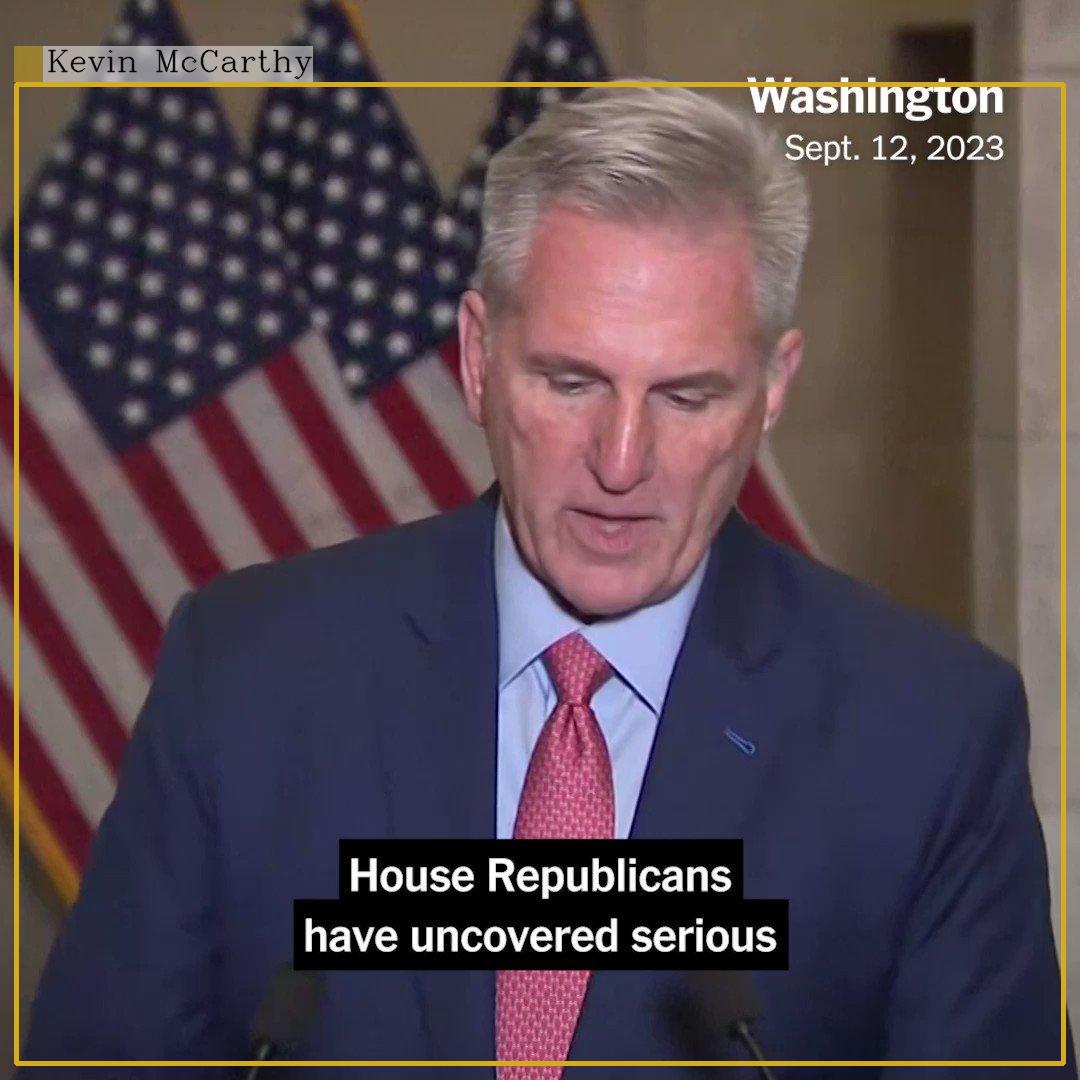 Kevin McCarthy
Washington
Sept. 12, 2023
House Republicans
have uncovered serious